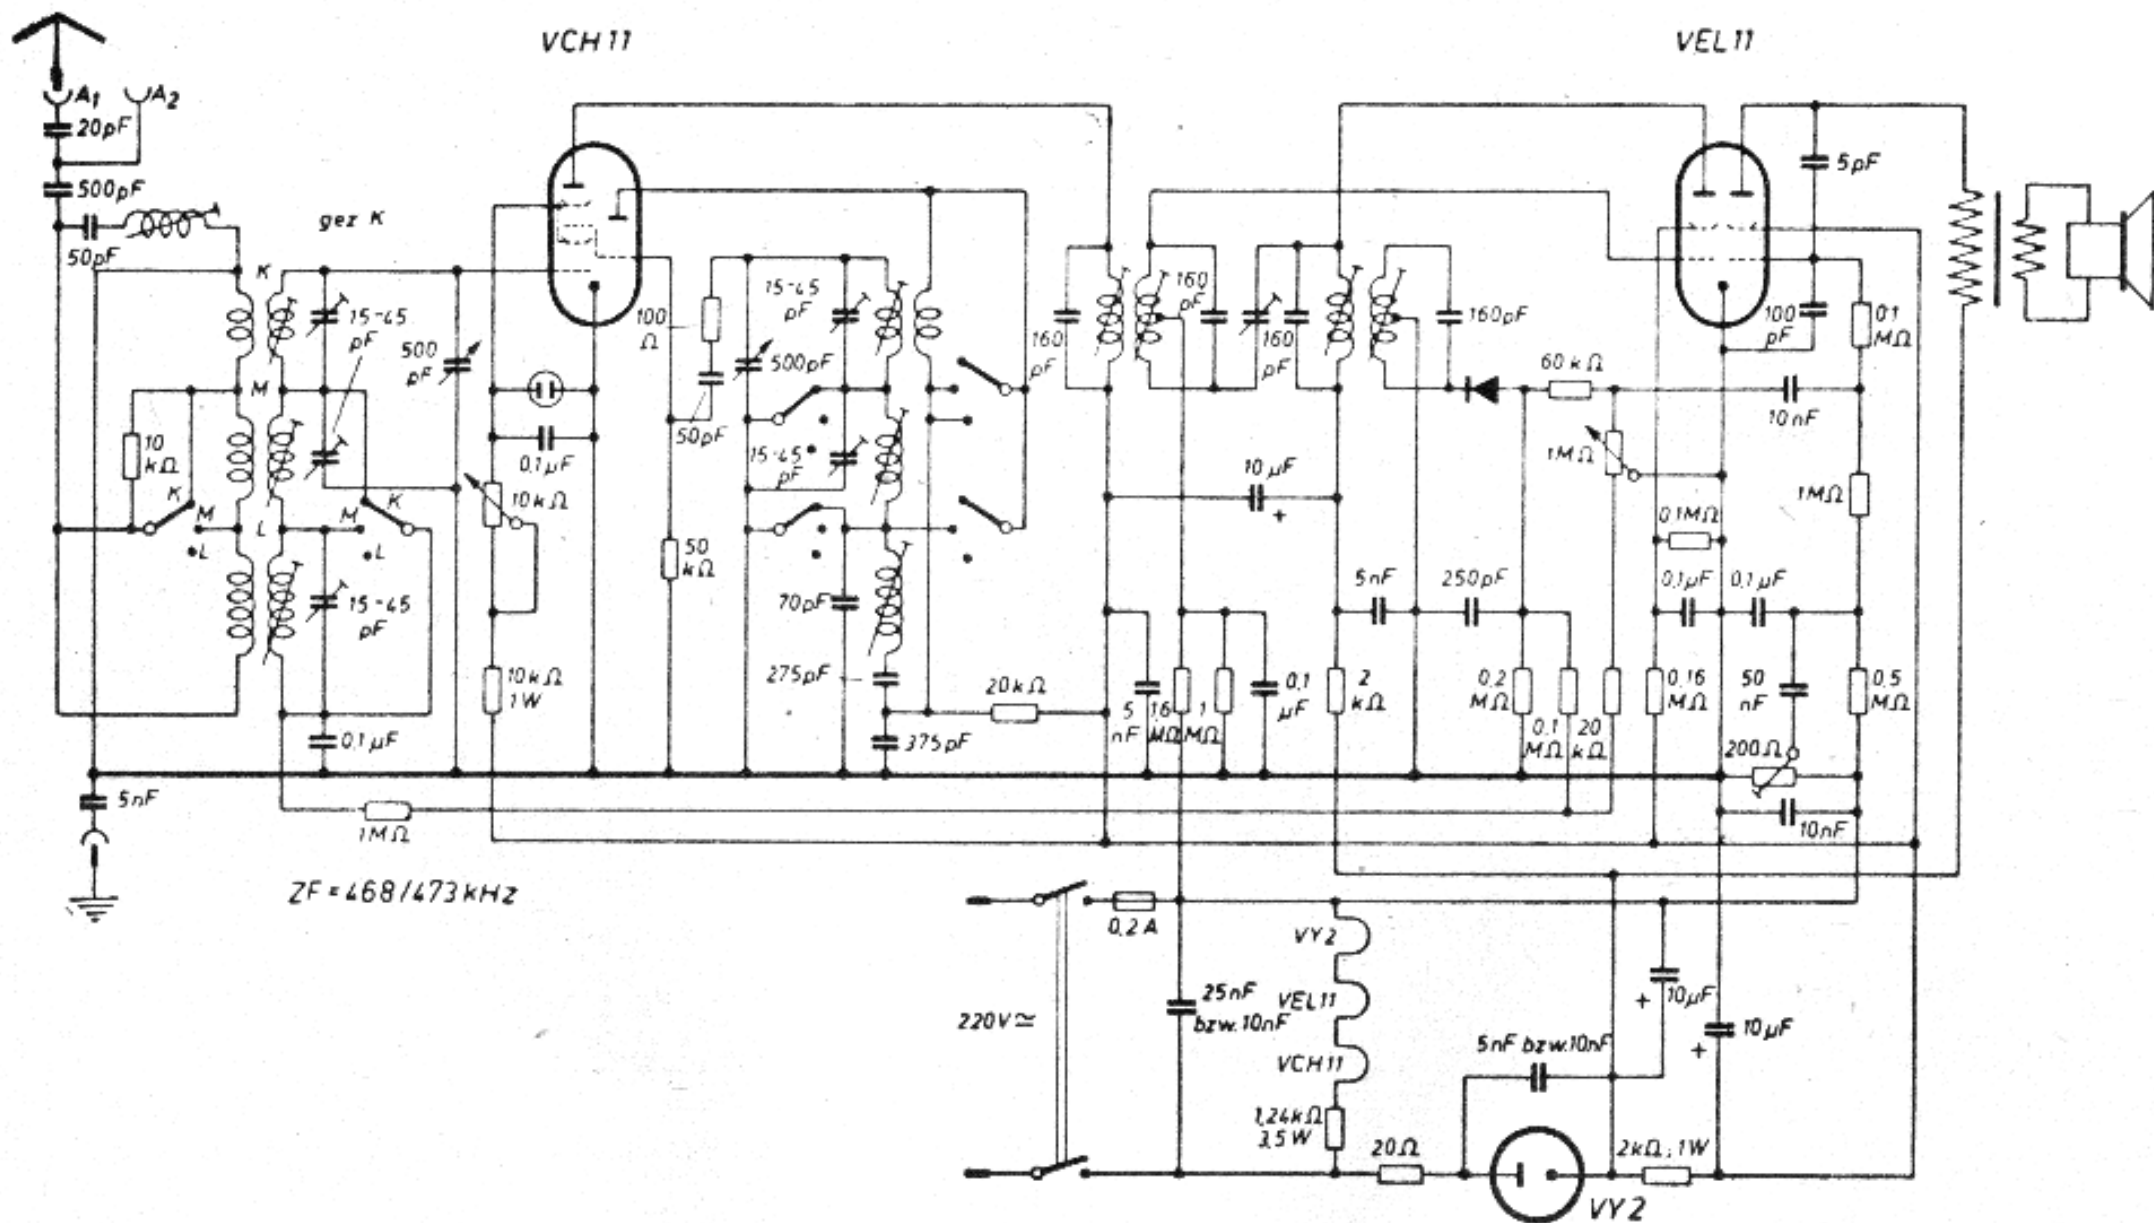 VCH 11
VEL 11
A1
A2
20pF
500pF
50pF
gez K
K
15-45
pF
500
pF
M
10
kΩ
K
M
L
L
M
K
L
15-45
pF
0,1µF
5nF
1MΩ
ZF = 468/473 kHz
0,1µF
10kΩ
10kΩ
1W
100
Ω
50pF
50
kΩ
15-45
pF
500pF
15-45
pF
70pF
275pF
375pF
20kΩ
160
pF
160
pF
160
pF
160pF
10µF
+
5
nF
1,6
MΩ
1
MΩ
0,1
µF
2
kΩ
5nF
250pF
60kΩ
1MΩ
0,2
MΩ
0,1
MΩ
20
kΩ
5pF
100
pF
0,1
MΩ
10nF
1MΩ
0,1MΩ
0,1µF
0,1µF
0,16
MΩ
50
nF
0,5
MΩ
200Ω
10nF
0,2A
220V≃
25nF
bzw. 10nF
VY2
VEL11
VCH11
1,24kΩ
3,5W
20Ω
5nF bzw. 10nF
+
10µF
+
10µF
2kΩ; 1W
VY2